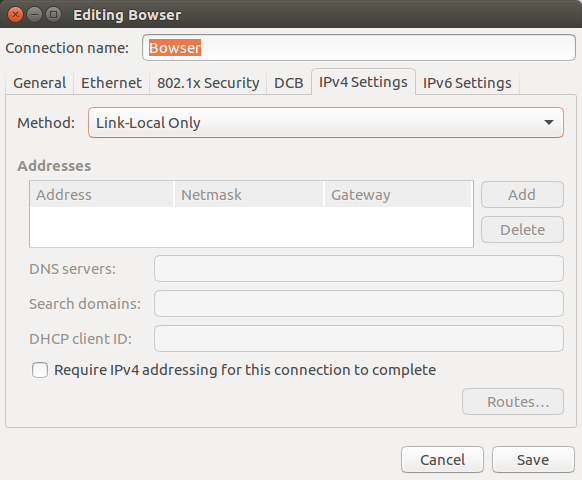 Editing Bowser
Connection name: Bowser
General Ethernet 802.1x Security DCB IPv4 Settings IPv6 Settings
Method: Link-Local Only
Addresses
Address Netmask Gateway Add
Delete
DNS servers:
Search domains:
DHCP client ID:
Require IPv4 addressing for this connection to complete
Routes…
Cancel Save